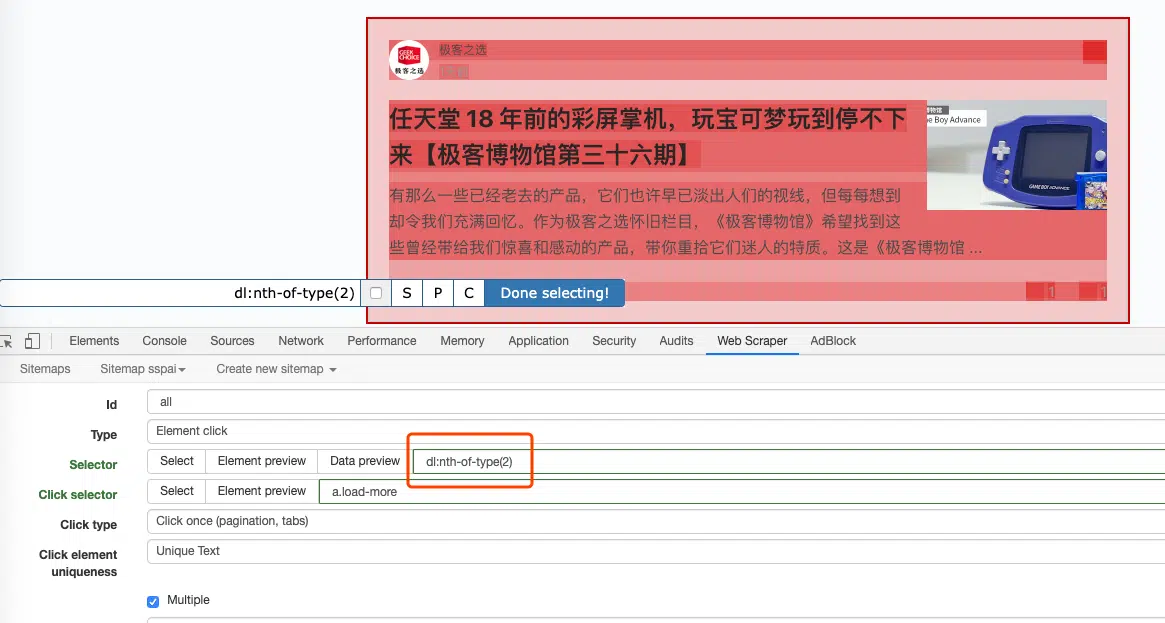 GEEK CHOICE
极客之选
极客之选
任天堂 18 年前的彩屏掌机，玩宝可梦玩到停不下
来【极客博物馆第三十六期】
博物馆
e Boy Advance
GAME BOY ADVANCE
有那么一些已经老去的产品，它们也许早已淡出人们的视线，但每每想到
却令我们充满回忆。作为极客之选怀旧栏目，《极客博物馆》希望找到这
些曾经带给我们惊喜和感动的产品，带你重拾它们迷人的特质。这是《极客博物馆 ...
1 1
dl:nth-of-type(2) S P C Done selecting!
Elements Console Sources Network Performance Memory Application Security Audits Web Scraper AdBlock
Sitemaps Sitemap sspai Create new sitemap
Id all
Type Element click
Selector Select Element preview Data preview dl:nth-of-type(2)
Click selector Select Element preview a.load-more
Click type Click once (pagination, tabs)
Click element uniqueness Unique Text
Multiple